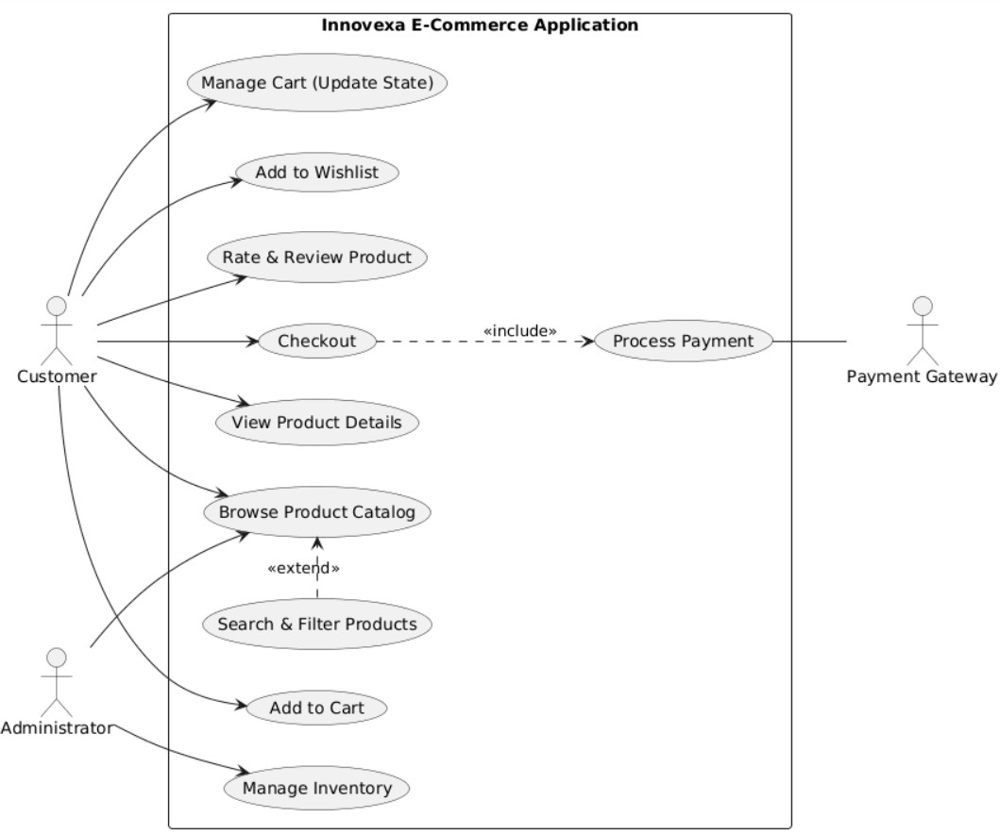 Innovexa E-Commerce Application
Manage Cart (Update State)
Add to Wishlist
Rate & Review Product
Checkout
«include»
Process Payment
Customer
Payment Gateway
View Product Details
Browse Product Catalog
«extend»
Search & Filter Products
Add to Cart
Administrator
Manage Inventory